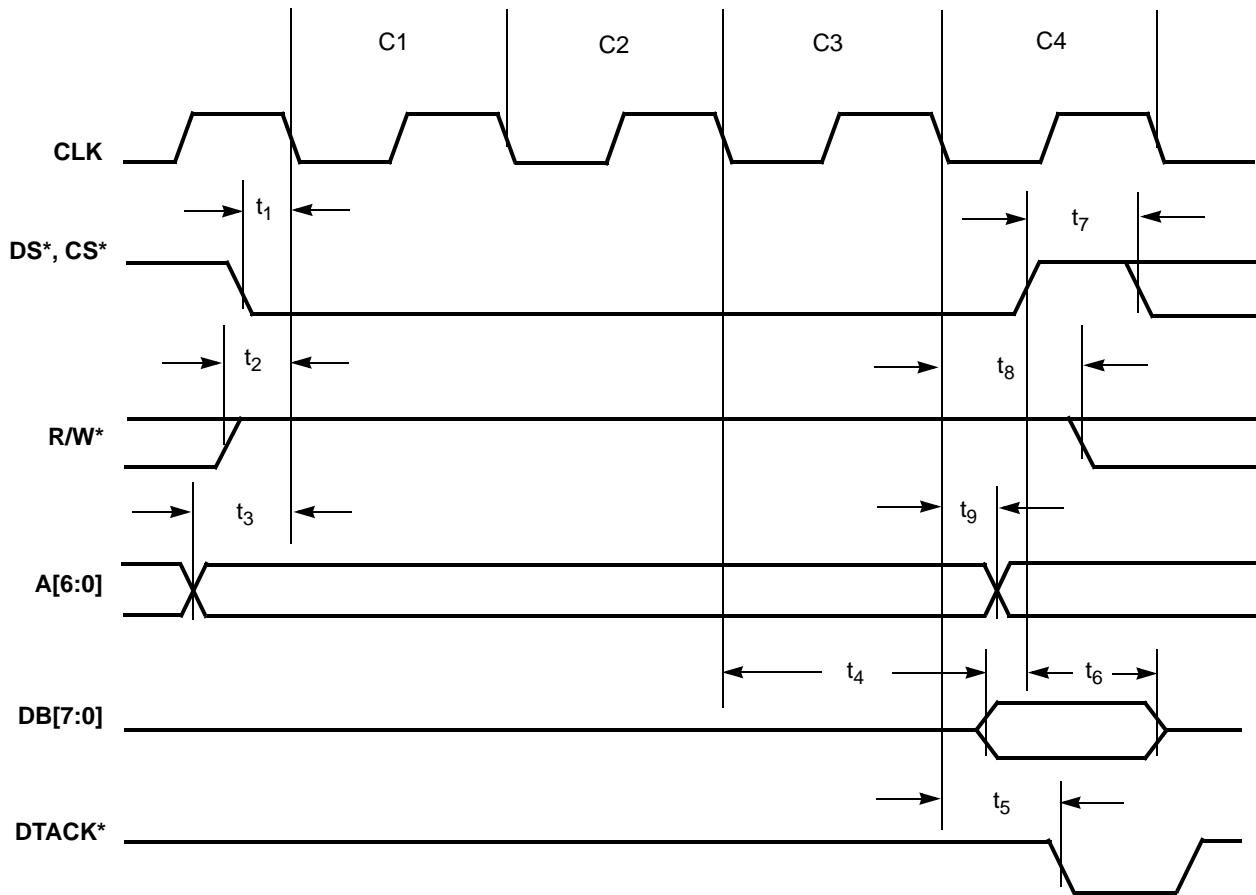 C1 C2 C3 C4
CLK
t1
t7
DS*, CS*
t2
t8
R/W*
t3
t9
A[6:0]
t4
t6
DB[7:0]
t5
DTACK*